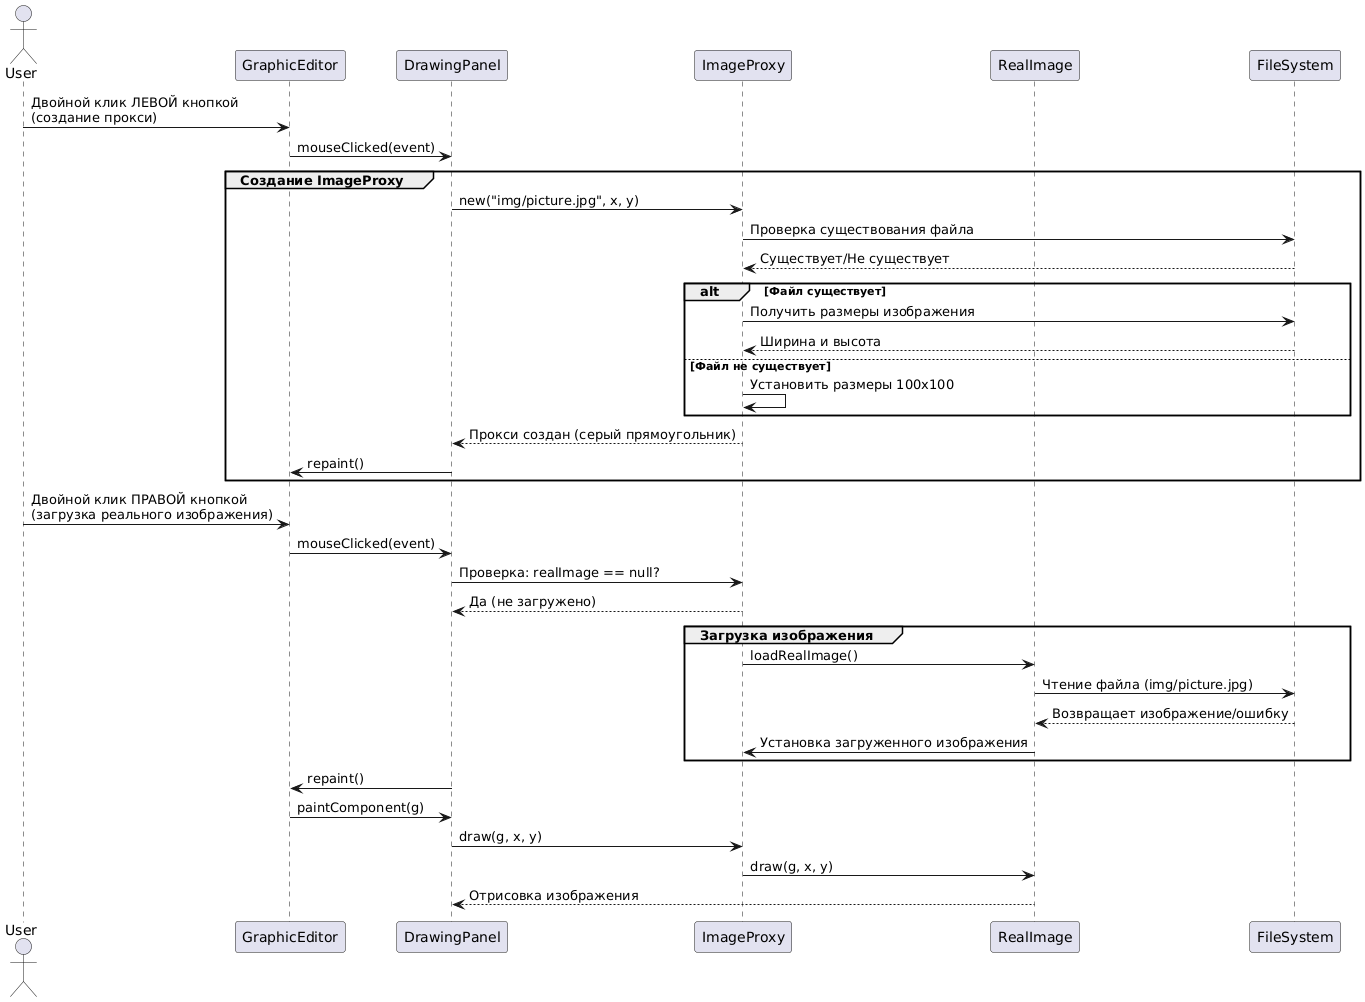 User
GraphicEditor
DrawingPanel
ImageProxy
RealImage
FileSystem
Двойной клик ЛЕВОЙ кнопкой
(создание прокси)
mouseClicked(event)
Создание ImageProxy
new("img/picture.jpg", x, y)
Проверка существования файла
Существует/Не существует
alt
[Файл существует]
Получить размеры изображения
Ширина и высота
[Файл не существует]
Установить размеры 100x100
Прокси создан (серый прямоугольник)
repaint()
Двойной клик ПРАВОЙ кнопкой
(загрузка реального изображения)
mouseClicked(event)
Проверка: realImage == null?
Да (не загружено)
Загрузка изображения
loadRealImage()
Чтение файла (img/picture.jpg)
Возвращает изображение/ошибку
Установка загруженного изображения
repaint()
paintComponent(g)
draw(g, x, y)
draw(g, x, y)
Отрисовка изображения
User
GraphicEditor
DrawingPanel
ImageProxy
RealImage
FileSystem